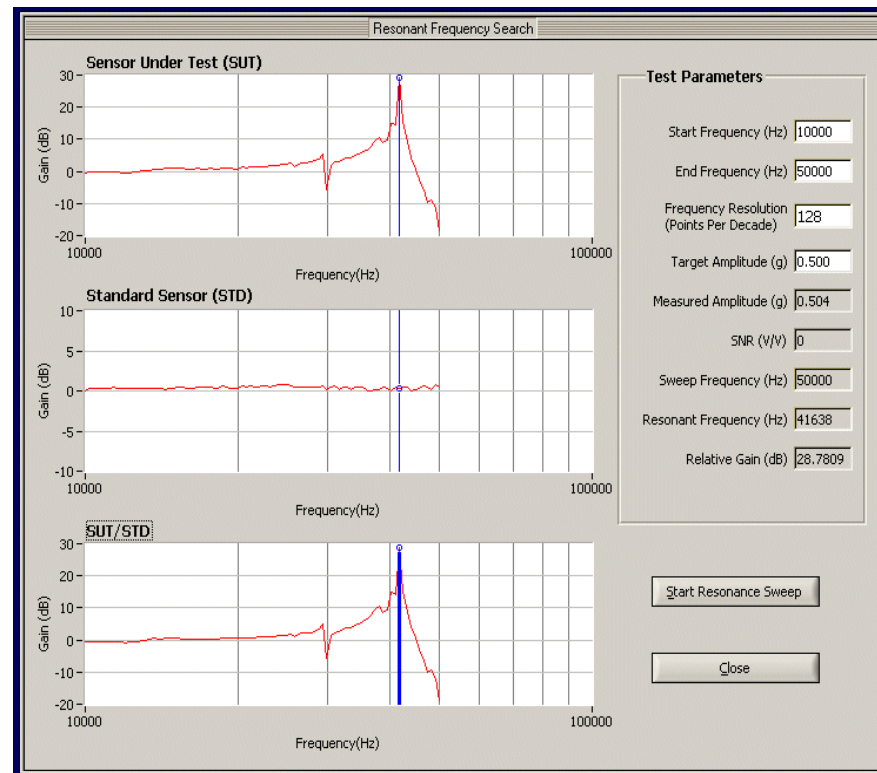 Resonant Frequency Search
Sensor Under Test (SUT)
30
20
10
0
-10
-20
Gain (dB)
10000
100000
Frequency(Hz)
Standard Sensor (STD)
10
5
0
-5
-10
Gain (dB)
10000
100000
Frequency(Hz)
SUT/STD
30
20
10
0
-10
-20
Gain (dB)
10000
100000
Frequency(Hz)
Test Parameters
Start Frequency (Hz) 10000
End Frequency (Hz) 50000
Frequency Resolution
(Points Per Decade) 128
Target Amplitude (g) 0.500
Measured Amplitude (g) 0.504
SNR (V/V) 0
Sweep Frequency (Hz) 50000
Resonant Frequency (Hz) 41638
Relative Gain (dB) 28.7809
Start Resonance Sweep
Close